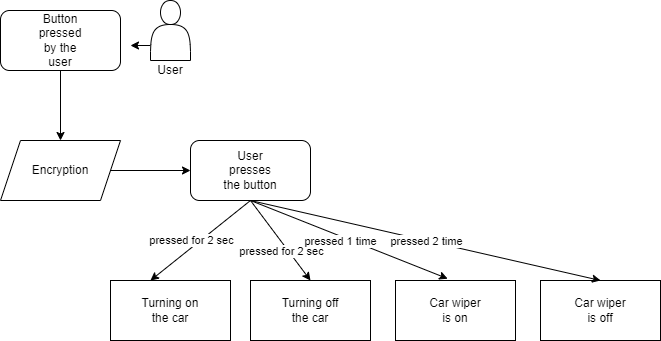 Button
pressed
by the
user
User
Encryption
User
presses
the button
pressed for 2 sec
pressed for 2 sec
pressed 1 time
pressed 2 time
Turning on
the car
Turning off
the car
Car wiper
is on
Car wiper
is off